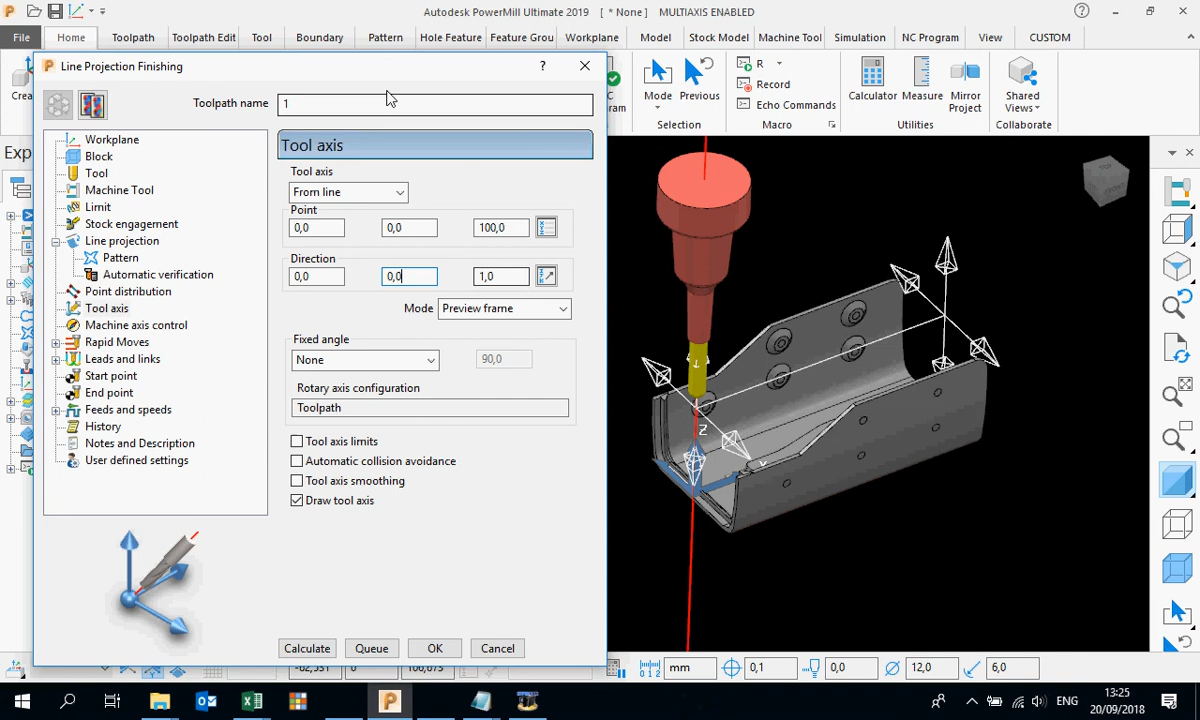 Autodesk PowerMill Ultimate 2019 [ * None ] MULTIAXIS ENABLED
File Home Toolpath Toolpath Edit Tool Boundary Pattern Hole Feature Feature Grou Workplane Model Stock Model Machine Tool Simulation NC Program View CUSTOM
P Line Projection Finishing ?
Toolpath name 1
Mode Previous
R
Record
Echo Commands
Calculator Measure Mirror Project
Shared Views
Selection Macro Utilities Collaborate
Crea
ram
Exp
Workplane
Block
Tool
Machine Tool
Limit
Stock engagement
Line projection
Pattern
Automatic verification
Point distribution
Tool axis
Machine axis control
Rapid Moves
Leads and links
Start point
End point
Feeds and speeds
History
Notes and Description
User defined settings
Tool axis
Tool axis
From line
Point
0,0 0,0 100,0
Direction
0,0 0,0 1,0
Mode Preview frame
Fixed angle
None 90,0
Rotary axis configuration
Toolpath
Tool axis limits
Automatic collision avoidance
Tool axis smoothing
Draw tool axis
Z
Calculate Queue OK Cancel
mm 0,1 0,0 12,0 6,0
ENG
13:25
20/09/2018